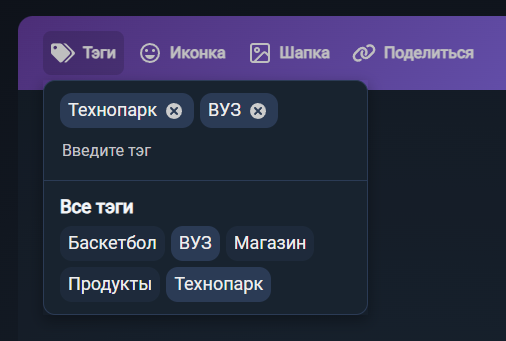 Тэги Иконка Шапка Поделиться
Технопарк ВУЗ
Введите тэг
Все тэги
Баскетбол ВУЗ Магазин
Продукты Технопарк